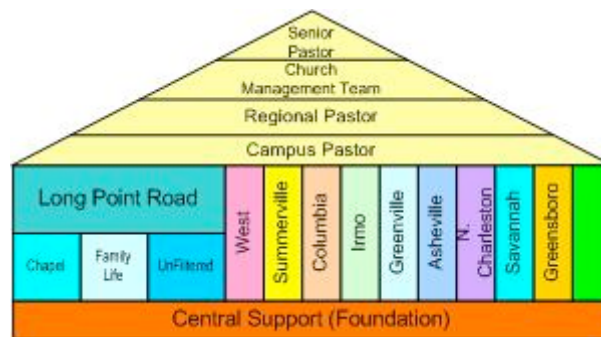 Senior
Pastor
Church
Management Team
Regional Pastor
Campus Pastor
Long Point Road
Chapel
Family
Life
UnFiltered
West
Summerville
Columbia
Irmo
Greenville
Asheville
N.
Charleston
Savannah
Greensboro
Central Support (Foundation)